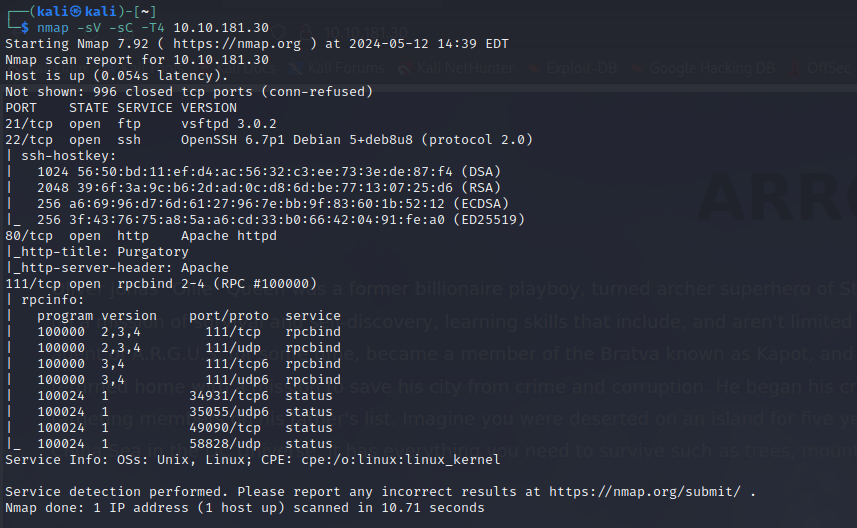 ┌──(kali㉿kali)-[~]
└─$ nmap -sV -sC -T4 10.10.181.30
Starting Nmap 7.92 ( https://nmap.org ) at 2024-05-12 14:39 EDT
Nmap scan report for 10.10.181.30
Host is up (0.054s latency).
Not shown: 996 closed tcp ports (conn-refused)
PORT    STATE SERVICE VERSION
21/tcp  open  ftp     vsftpd 3.0.2
22/tcp  open  ssh     OpenSSH 6.7p1 Debian 5+deb8u8 (protocol 2.0)
| ssh-hostkey:
|   1024 56:50:bd:11:ef:d4:ac:56:32:c3:ee:73:3e:de:87:f4 (DSA)
|   2048 39:6f:3a:9c:b6:2d:ad:0c:d8:6d:be:77:13:07:25:d6 (RSA)
|   256 a6:69:96:d7:6d:61:27:96:7e:bb:9f:83:60:1b:52:12 (ECDSA)
|_  256 3f:43:76:75:a8:5a:a6:cd:33:b0:66:42:04:91:fe:a0 (ED25519)
80/tcp  open  http    Apache httpd
|_http-title: Purgatory
|_http-server-header: Apache
111/tcp open  rpcbind 2-4 (RPC #100000)
| rpcinfo:
|   program version    port/proto  service
|   100000  2,3,4        111/tcp   rpcbind
|   100000  2,3,4        111/udp   rpcbind
|   100000  3,4          111/tcp6  rpcbind
|   100000  3,4          111/udp6  rpcbind
|   100024  1          34931/tcp6  status
|   100024  1          35055/udp6  status
|   100024  1          49090/tcp   status
|_  100024  1          58828/udp   status
Service Info: OSs: Unix, Linux; CPE: cpe:/o:linux:linux_kernel
Service detection performed. Please report any incorrect results at https://nmap.org/submit/ .
Nmap done: 1 IP address (1 host up) scanned in 10.71 seconds